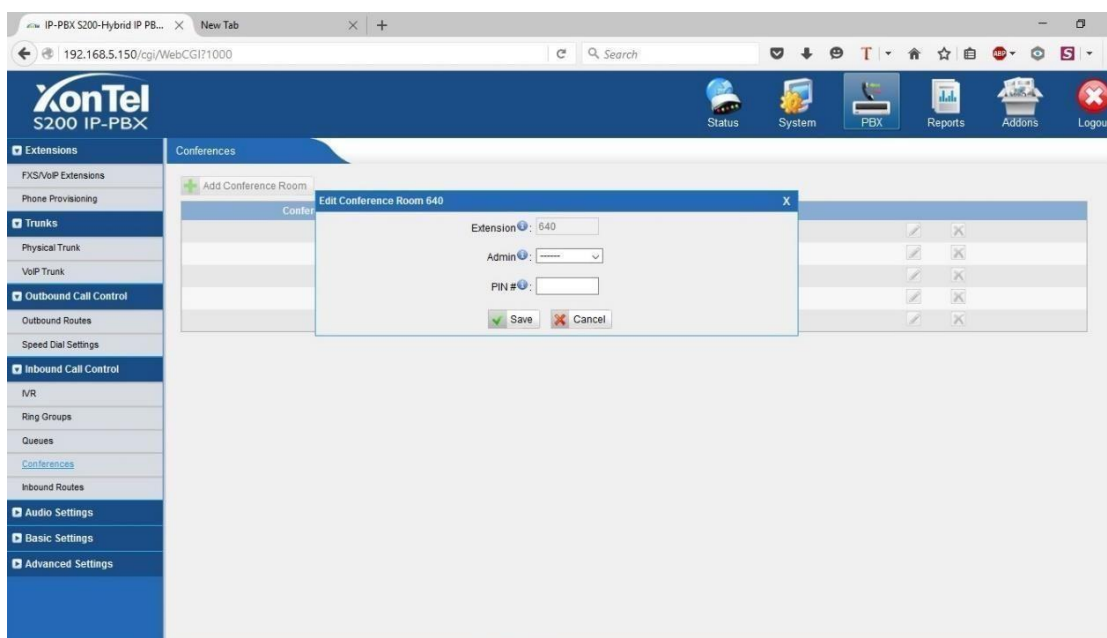 IP-PBX S200-Hybrid IP PB...
New Tab
192.168.5.150/cgi/WebCGI?1000
Search
XonTel
S200 IP-PBX
Status
System
PBX
Reports
Addons
Logou
Extensions
Conferences
FXS/VoIP Extensions
Phone Provisioning
Add Conference Room
Confer
Edit Conference Room 640
X
Trunks
Extension : 640
Physical Trunk
Admin : ------
VoIP Trunk
PIN # :
Outbound Call Control
Outbound Routes
Save
Cancel
Speed Dial Settings
Inbound Call Control
IVR
Ring Groups
Queues
Conferences
Inbound Routes
Audio Settings
Basic Settings
Advanced Settings